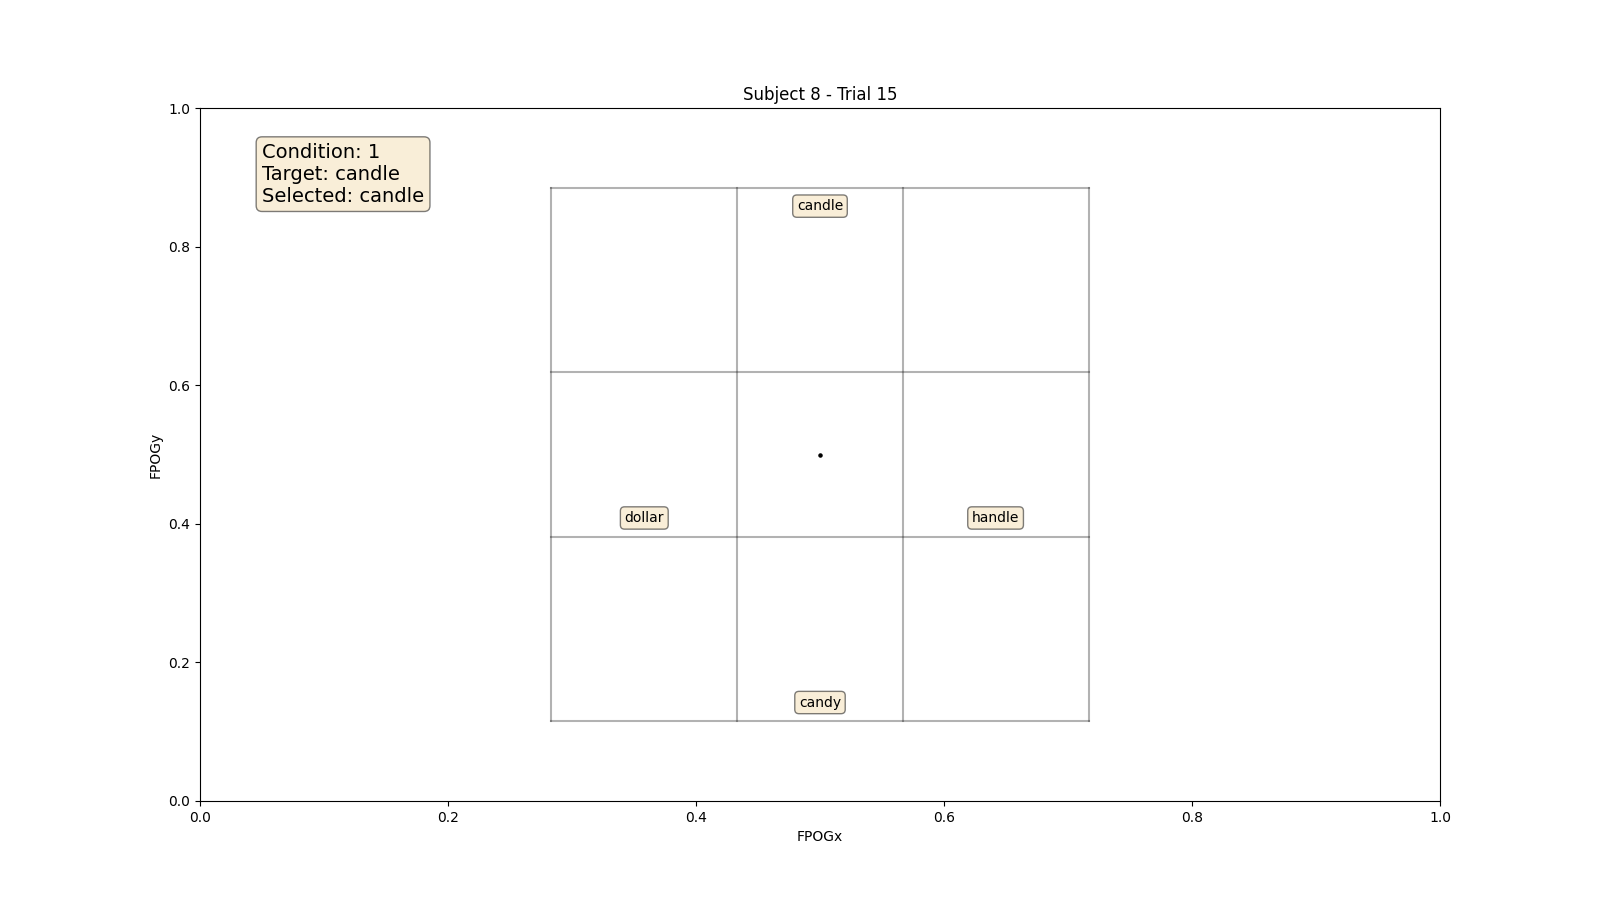 Subject 8 - Trial 15
1.0
Condition: 1
Target: candle
Selected: candle
candle
0.8
0.6
FPOGy
dollar
handle
0.4
0.2
candy
0.0
0.0
0.2
0.4
0.6
0.8
1.0
FPOGx